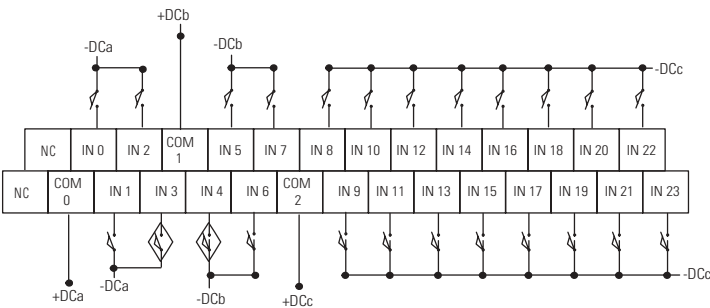 +DCb
-DCa
-DCb
-DCc
NC IN 0 IN 2 COM 1 IN 5 IN 7 IN 8 IN 10 IN 12 IN 14 IN 16 IN 18 IN 20 IN 22
NC COM 0 IN 1 IN 3 IN 4 IN 6 COM 2 IN 9 IN 11 IN 13 IN 15 IN 17 IN 19 IN 21 IN 23
-DCa
-DCb
-DCc
+DCa
+DCc